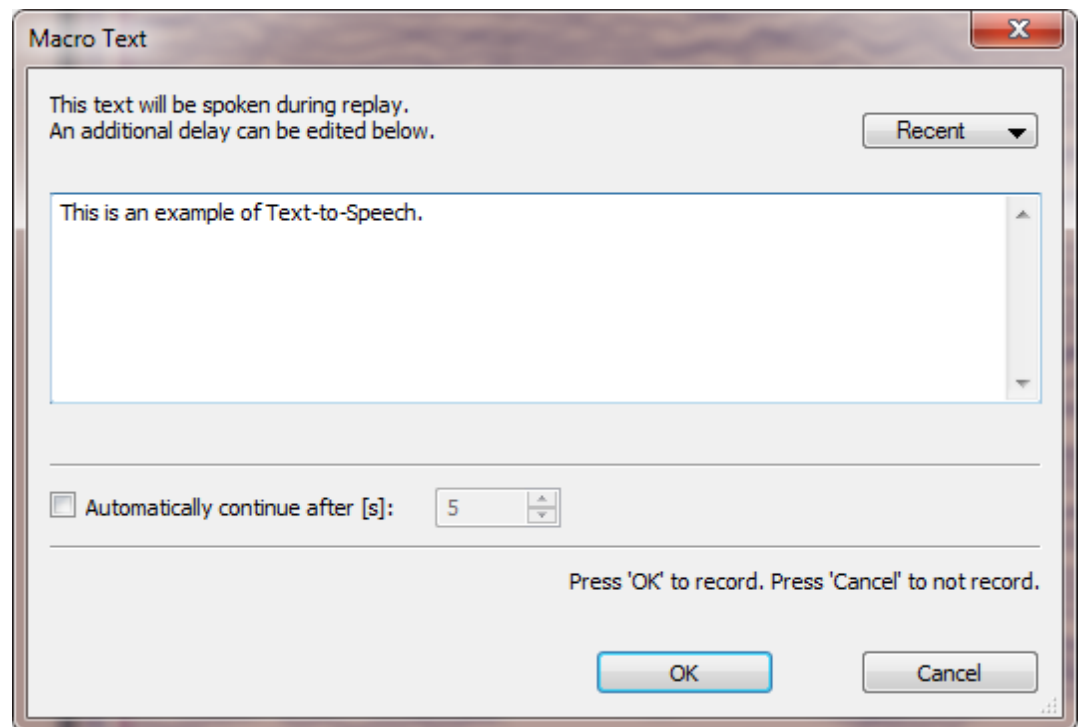 Macro Text
This text will be spoken during replay.
An additional delay can be edited below.
Recent
This is an example of Text-to-Speech.
Automatically continue after [s]:
5
Press 'OK' to record. Press 'Cancel' to not record.
OK
Cancel